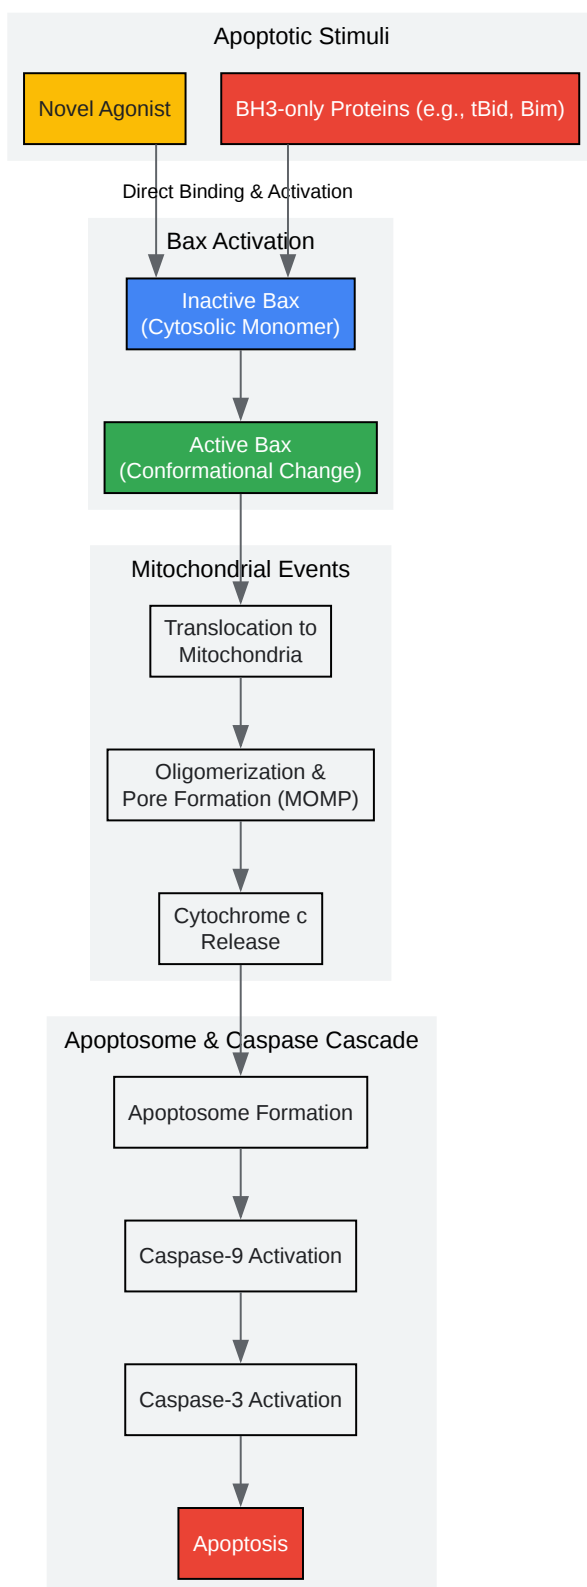 Apoptotic Stimuli
Novel Agonist
BH3-only Proteins (e.g., tBid, Bim)
Direct Binding & Activation
Bax Activation
Inactive Bax
(Cytosolic Monomer)
Active Bax
(Conformational Change)
Mitochondrial Events
Translocation to
Mitochondria
Oligomerization &
Pore Formation (MOMP)
Cytochrome c
Release
Apoptosome & Caspase Cascade
Apoptosome Formation
Caspase-9 Activation
Caspase-3 Activation
Apoptosis